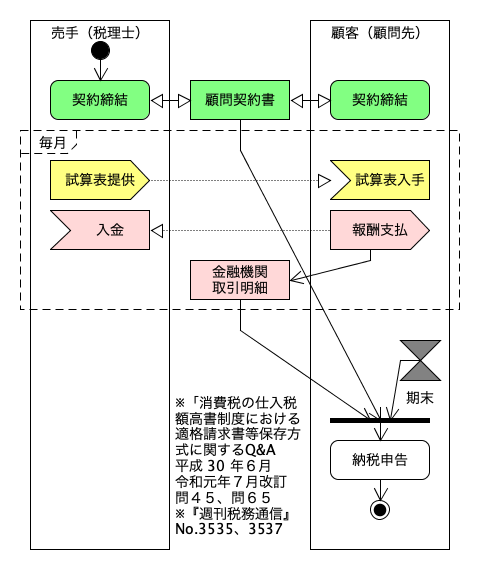 売手（税理士）
顧客（顧問先）
契約締結
顧問契約書
契約締結
毎月
試算表提供
試算表入手
入金
報酬支払
金融機関
取引明細
期末
※「消費税の仕入税
額高書制度における
適格請求書等保存方
式に関するQ&A
平成 30 年６月
令和元年７月改訂
問４５、問６５
※『週刊税務通信』
No.3535、3537
納税申告